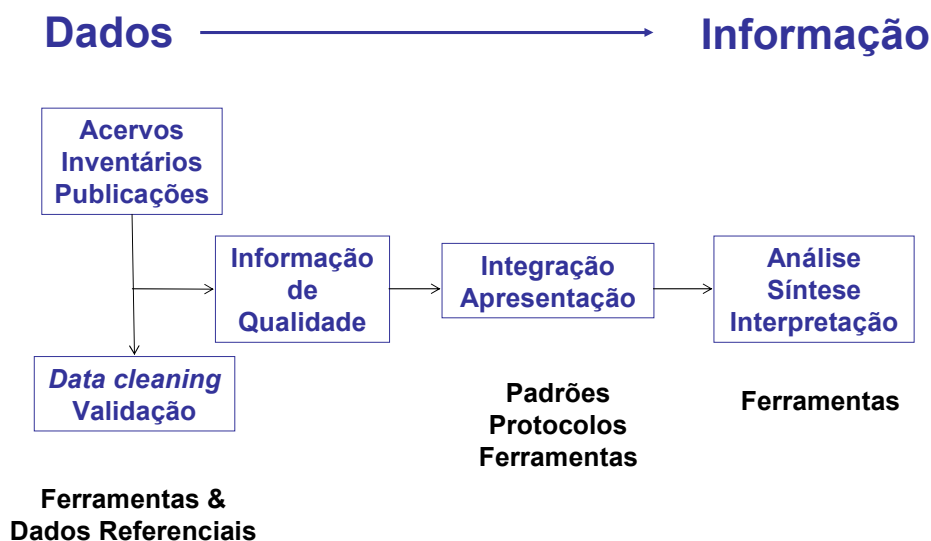 Dados
Informação
Acervos
Inventários
Publicações
Informação
de
Qualidade
Integração
Apresentação
Análise
Síntese
Interpretação
Data cleaning
Validação
Padrões
Protocolos
Ferramentas
Ferramentas
Ferramentas &
Dados Referenciais